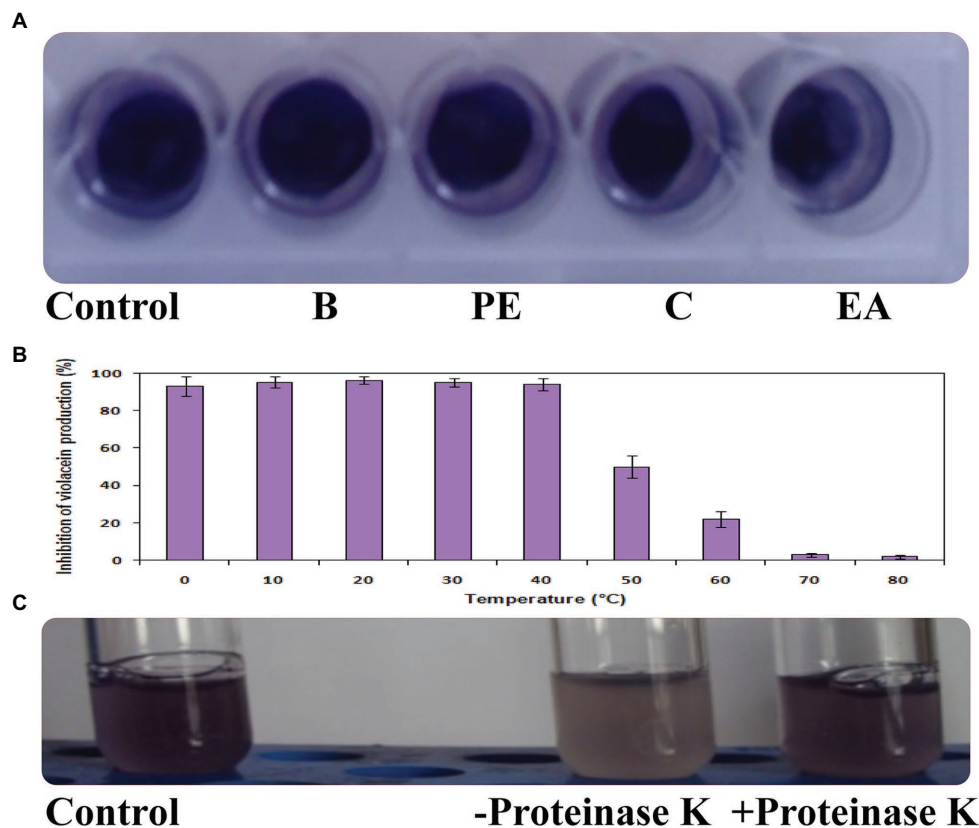 A
Control B PE C EA
B
Inhibition of violacein production (%)
100
80
60
40
20
0
0 10 20 30 40 50 60 70 80
Temperature (°C)
C
Control -Proteinase K +Proteinase K